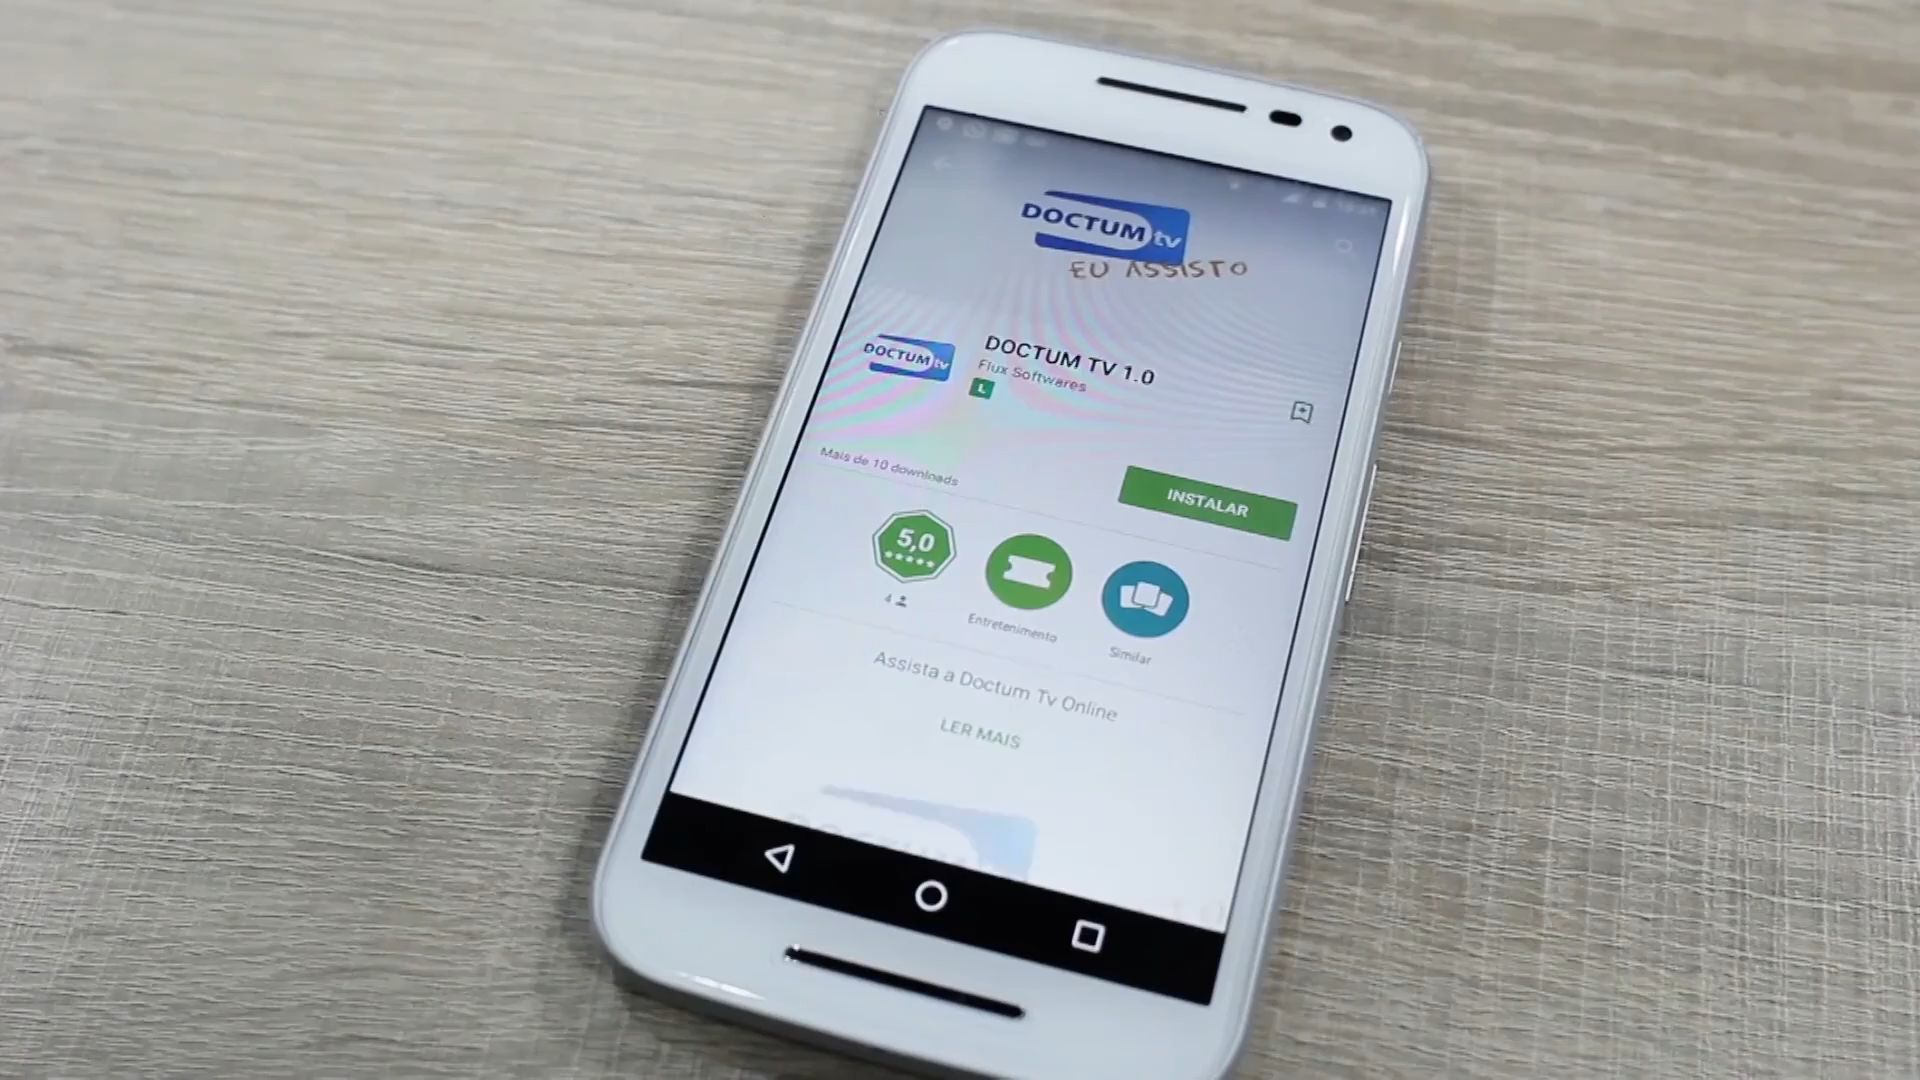 DOCTUM tv
EU ASSISTO
DOCTUM tv
DOCTUM TV 1.0
Flux Softwares
L
Mais de 10 downloads
INSTALAR
5,0
4
Entretenimento
Similar
Assista a Doctum Tv Online
LER MAIS